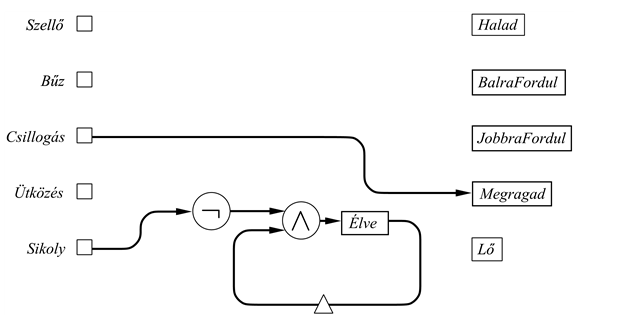 Szellő
Halad
Bűz
BalraFordul
Csillogás
JobbraFordul
Ütközés
Megragad
¬
∧
Élve
Sikoly
Lő